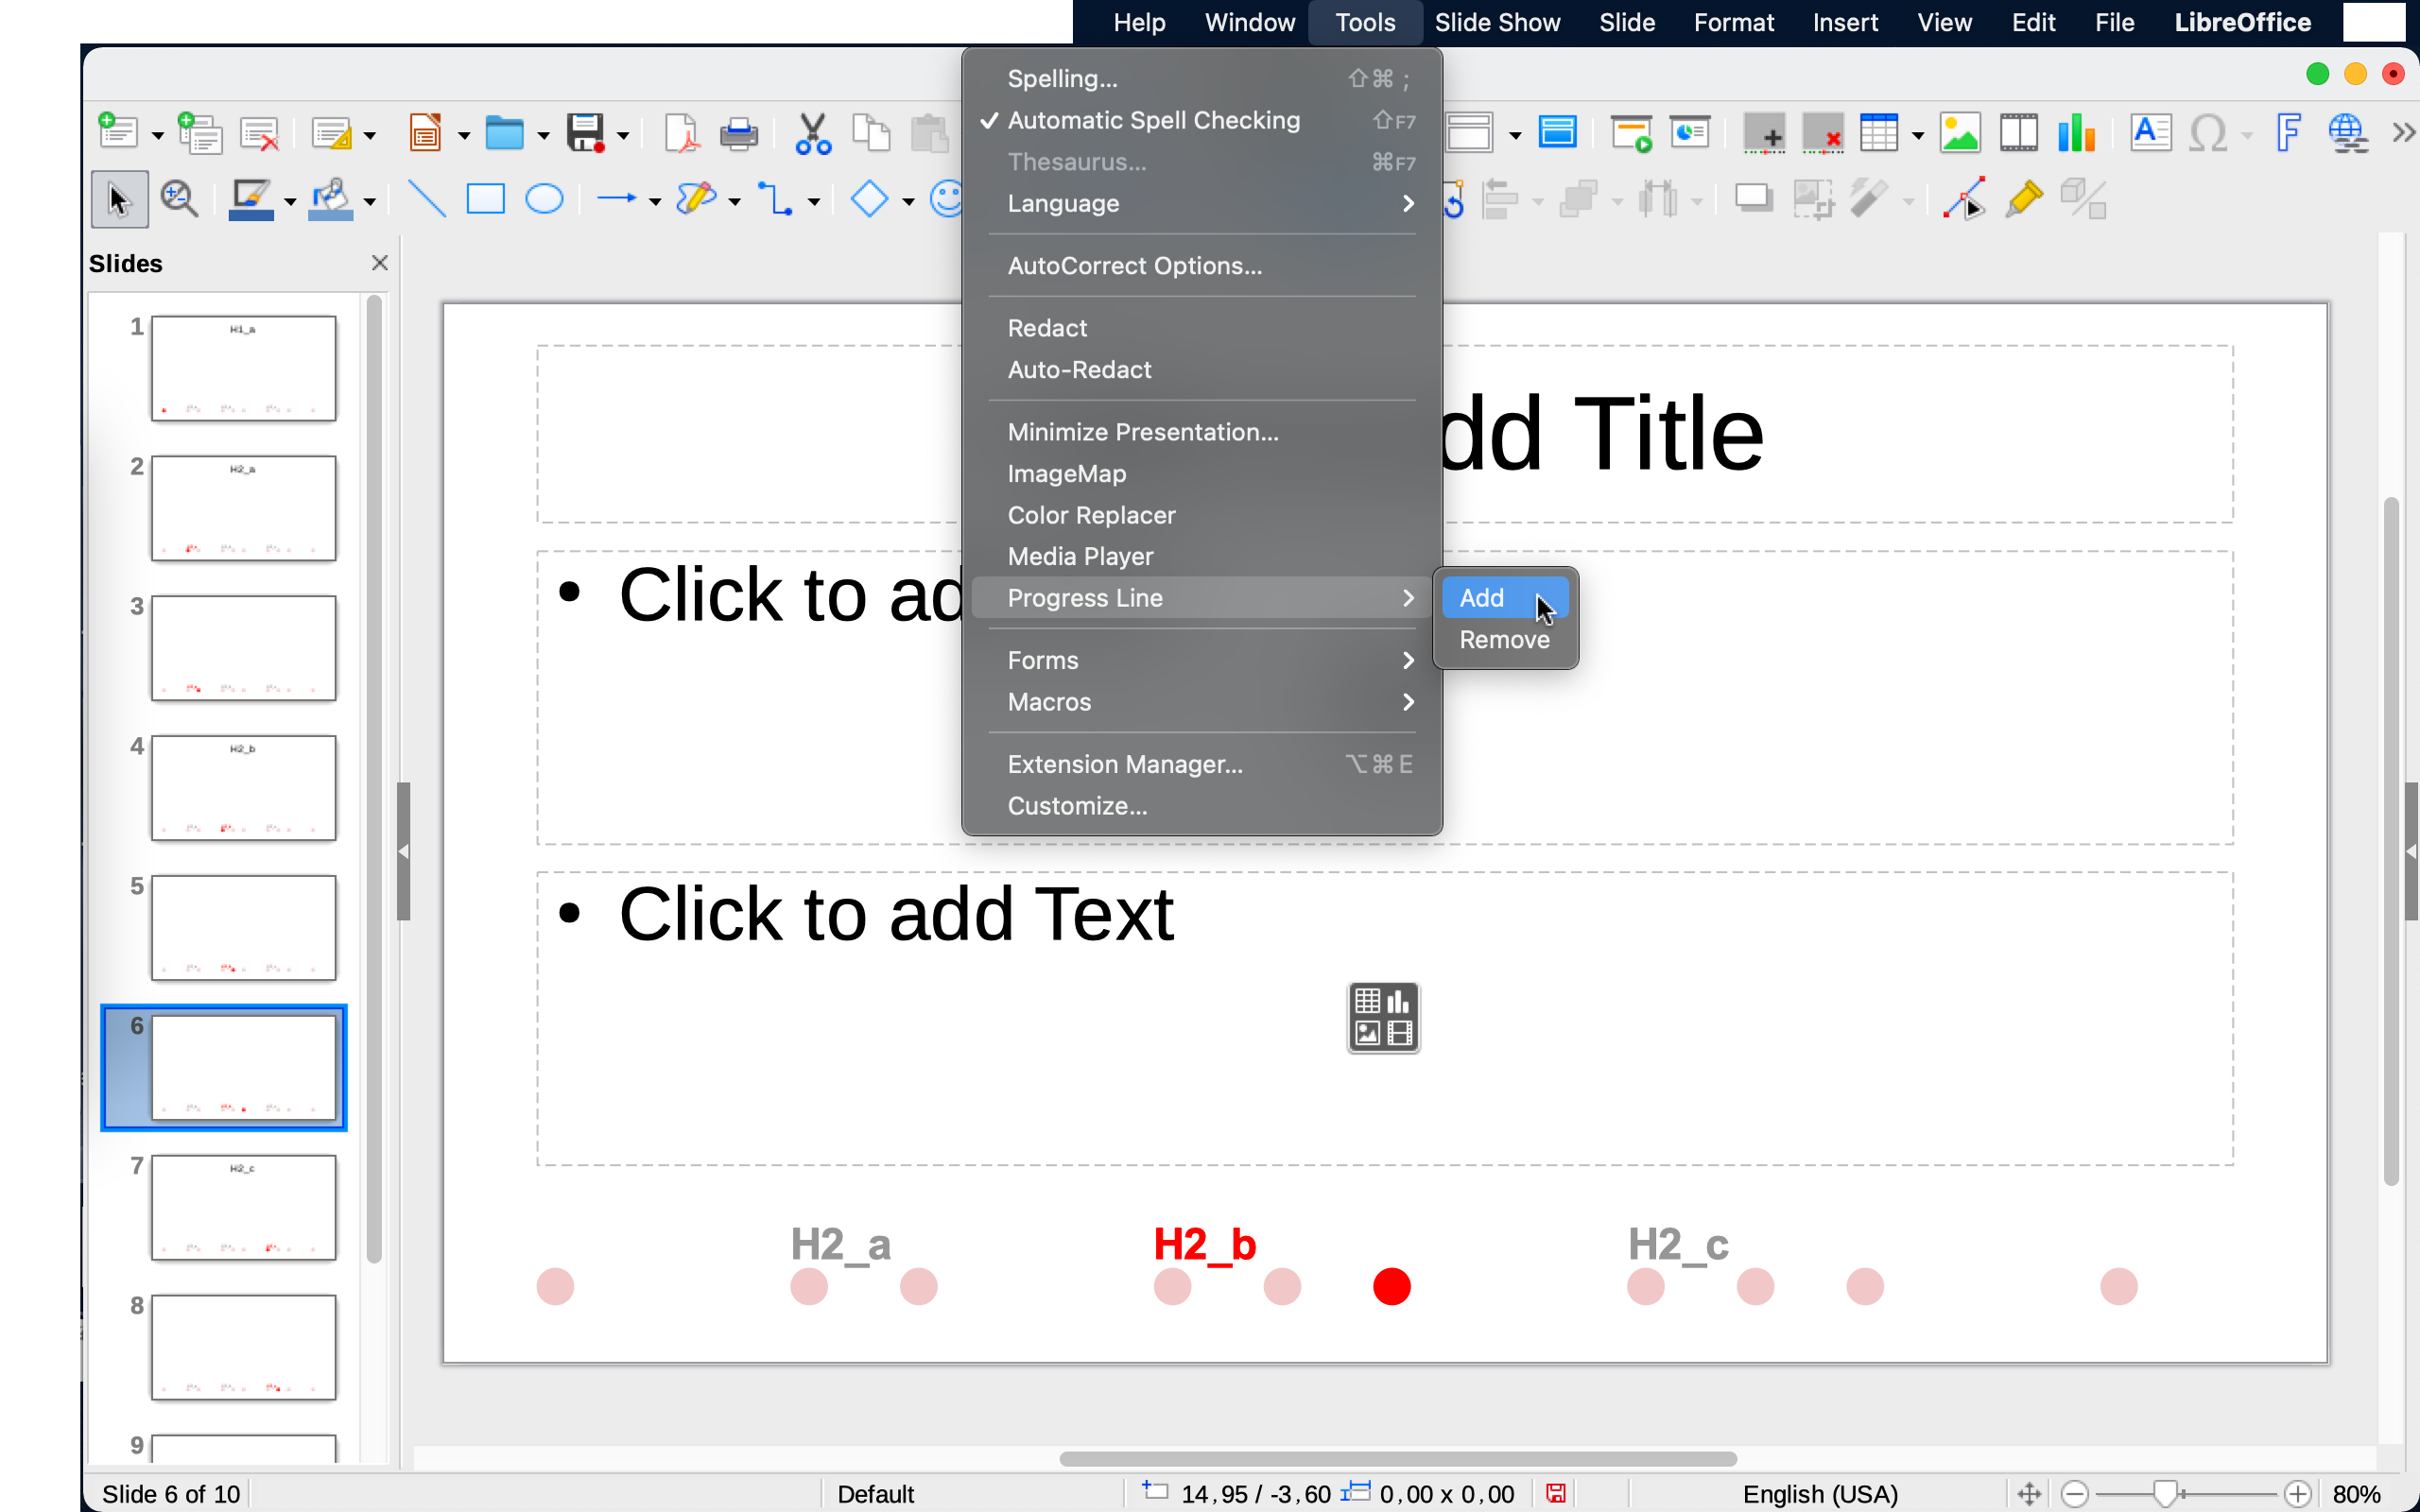 Help Window Tools Slide Show Slide Format Insert View Edit File LibreOffice
Spelling... ⇧⌘ ;
✓ Automatic Spell Checking ⇧F7
Thesaurus... ⌘F7
Language
AutoCorrect Options...
Redact
Auto-Redact
Minimize Presentation...
ImageMap
Color Replacer
Media Player
Progress Line
Forms
Macros
Extension Manager... ⌥⌘E
Customize...
Add
Remove
Slides
1
H1_a
2
H2_a
3
4
H2_b
5
6
7
H2_c
8
9
dd Title
• Click to ad
• Click to add Text
H2_a H2_b H2_c
Slide 6 of 10 Default 14,95 / -3,60 0,00 x 0,00 English (USA) 80%